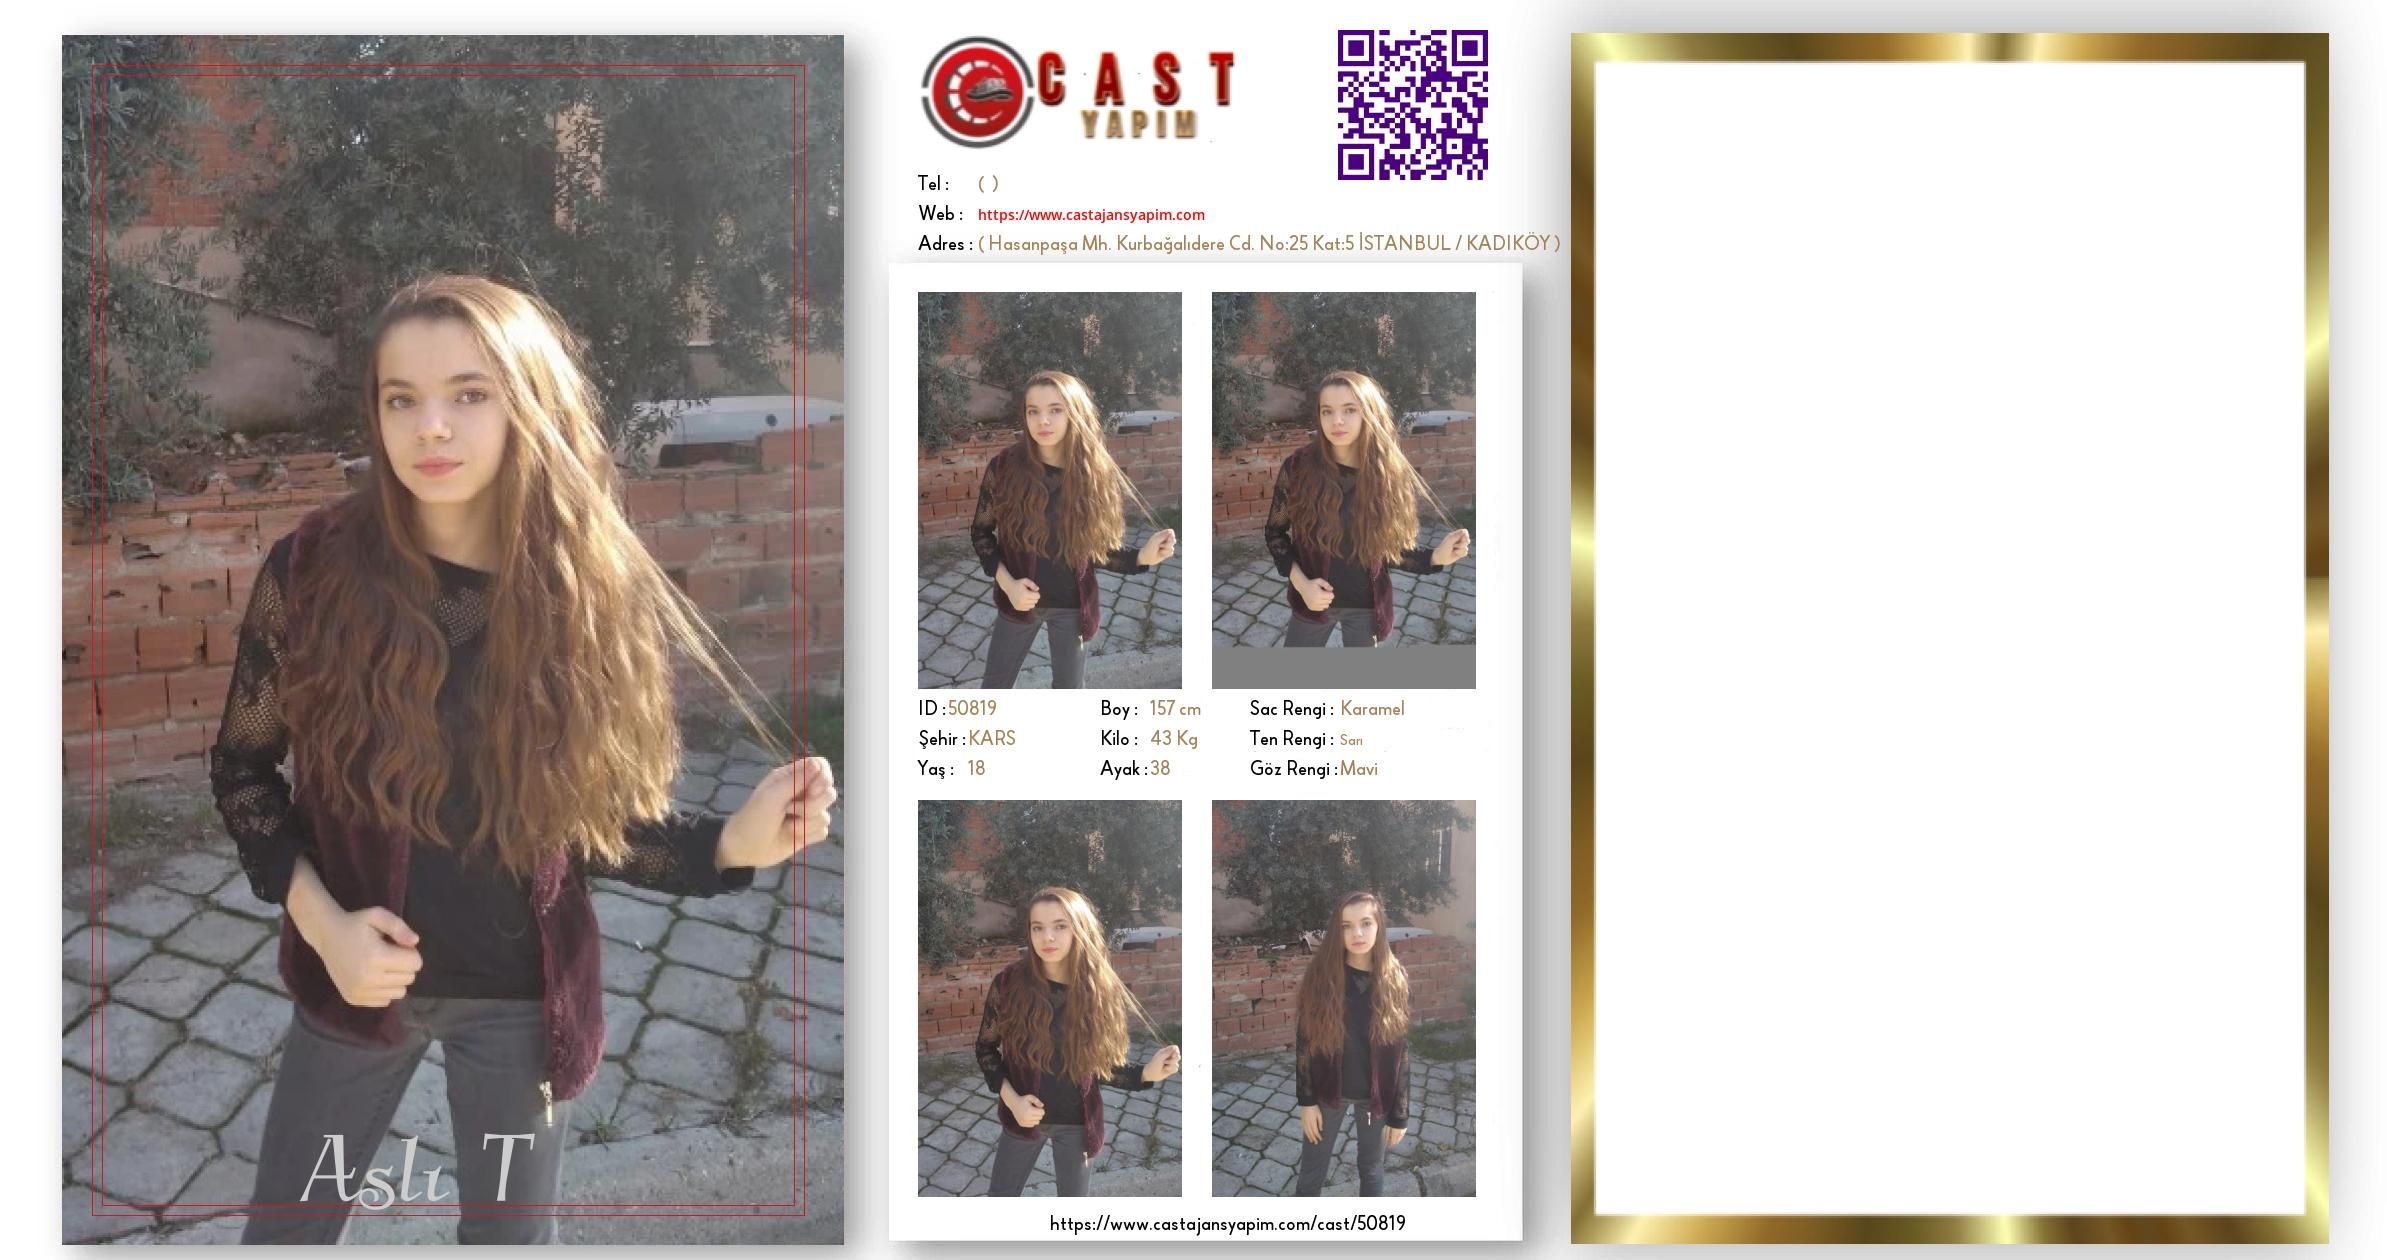 Aslı T
CAST
YAPIM
Tel : ( )
Web : https://www.castajansyapim.com
Adres : ( Hasanpaşa Mh. Kurbağalıdere Cd. No:25 Kat:5 İSTANBUL / KADIKÖY )
ID : 50819 Boy : 157 cm Sac Rengi : Karamel
Şehir : KARS Kilo : 43 Kg Ten Rengi : Sarı
Yaş : 18 Ayak : 38 Göz Rengi : Mavi
https://www.castajansyapim.com/cast/50819